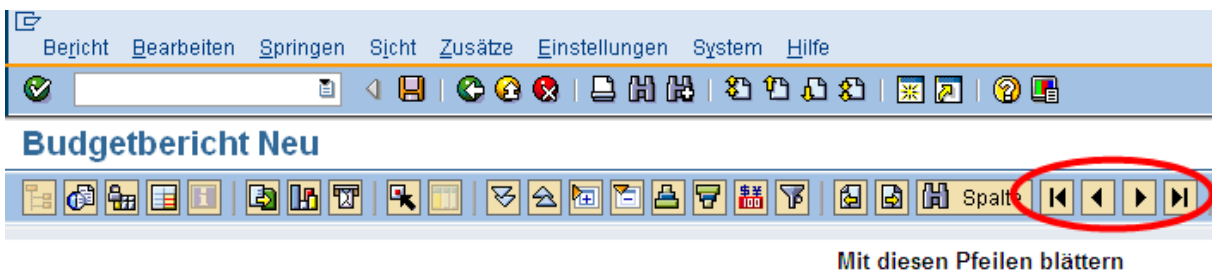 Bericht Bearbeiten Springen Sicht Zusätze Einstellungen System Hilfe
Budgetbericht Neu
Spalte
Mit diesen Pfeilen blättern